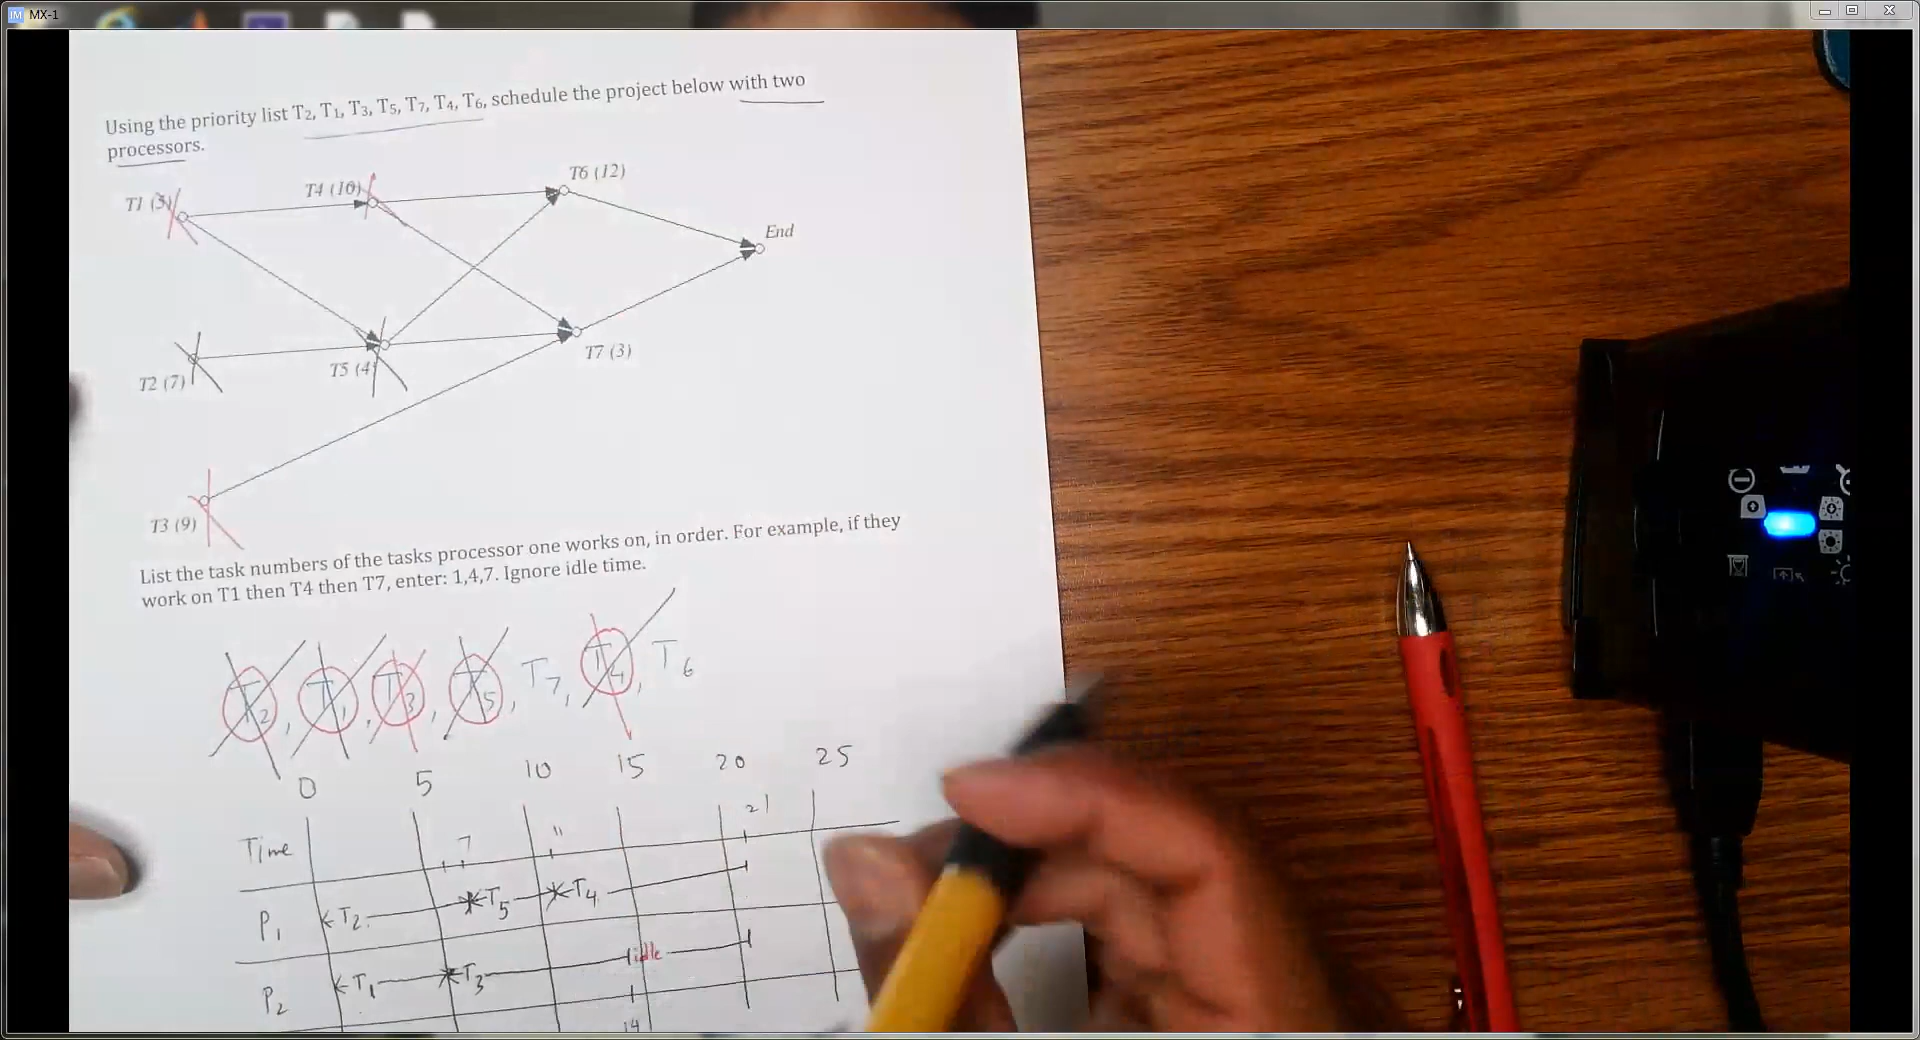 MX-1
Using the priority list T2, T1, T3, T5, T7, T4, T6, schedule the project below with two
processors.
T6 (12)
T4 (10)
T1
End
T7 (3)
T5 (4
T2 (7)
T3 (9)
List the task numbers of the tasks processor one works on, in order. For example, if they
work on T1 then T4 then T7, enter: 1,4,7. Ignore idle time.
T2, T1, T3, T5, T7, T4, T6
0 5 10 15 20 25
Time 7 11 21
P1 T2 T5 T4
P2 T1 T3 idle
14